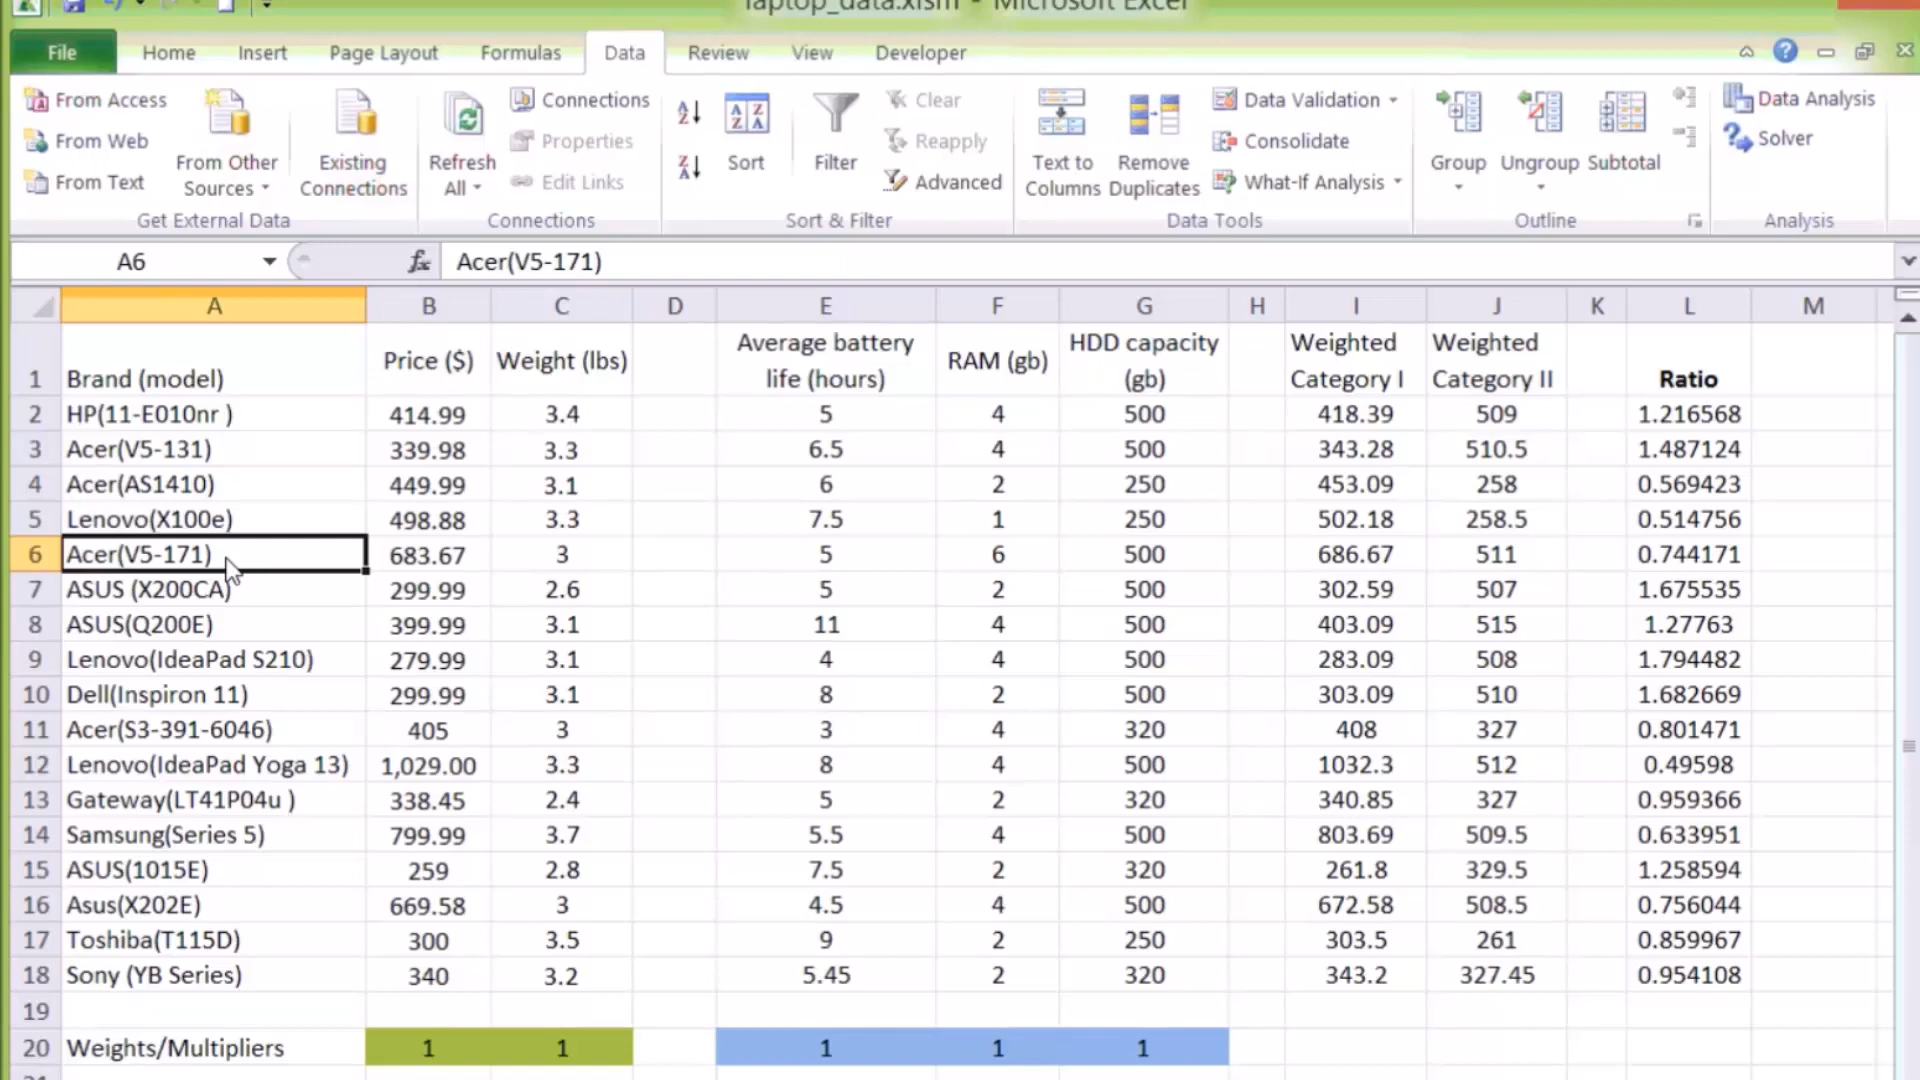 laptop_data.xlsm - Microsoft Excel
File Home Insert Page Layout Formulas Data Review View Developer
From Access
From Web
From Text
From Other
Sources
Existing
Connections
Get External Data
Refresh
All
Connections
Properties
Edit Links
Connections
Sort
Filter
Clear
Reapply
Advanced
Sort & Filter
Text to
Columns
Remove
Duplicates
Data Validation
Consolidate
What-If Analysis
Data Tools
Group
Ungroup
Subtotal
Outline
Data Analysis
Solver
Analysis
A6 fx Acer(V5-171)
A B C D E F G H I J K L M
1 Brand (model) Price ($) Weight (lbs) Average battery life (hours) RAM (gb) HDD capacity (gb) Weighted Category I Weighted Category II Ratio
2 HP(11-E010nr ) 414.99 3.4 5 4 500 418.39 509 1.216568
3 Acer(V5-131) 339.98 3.3 6.5 4 500 343.28 510.5 1.487124
4 Acer(AS1410) 449.99 3.1 6 2 250 453.09 258 0.569423
5 Lenovo(X100e) 498.88 3.3 7.5 1 250 502.18 258.5 0.514756
6 Acer(V5-171) 683.67 3 5 6 500 686.67 511 0.744171
7 ASUS (X200CA) 299.99 2.6 5 2 500 302.59 507 1.675535
8 ASUS(Q200E) 399.99 3.1 11 4 500 403.09 515 1.27763
9 Lenovo(IdeaPad S210) 279.99 3.1 4 4 500 283.09 508 1.794482
10 Dell(Inspiron 11) 299.99 3.1 8 2 500 303.09 510 1.682669
11 Acer(S3-391-6046) 405 3 3 4 320 408 327 0.801471
12 Lenovo(IdeaPad Yoga 13) 1,029.00 3.3 8 4 500 1032.3 512 0.49598
13 Gateway(LT41P04u ) 338.45 2.4 5 2 320 340.85 327 0.959366
14 Samsung(Series 5) 799.99 3.7 5.5 4 500 803.69 509.5 0.633951
15 ASUS(1015E) 259 2.8 7.5 2 320 261.8 329.5 1.258594
16 Asus(X202E) 669.58 3 4.5 4 500 672.58 508.5 0.756044
17 Toshiba(T115D) 300 3.5 9 2 250 303.5 261 0.859967
18 Sony (YB Series) 340 3.2 5.45 2 320 343.2 327.45 0.954108
19
20 Weights/Multipliers 1 1 1 1 1